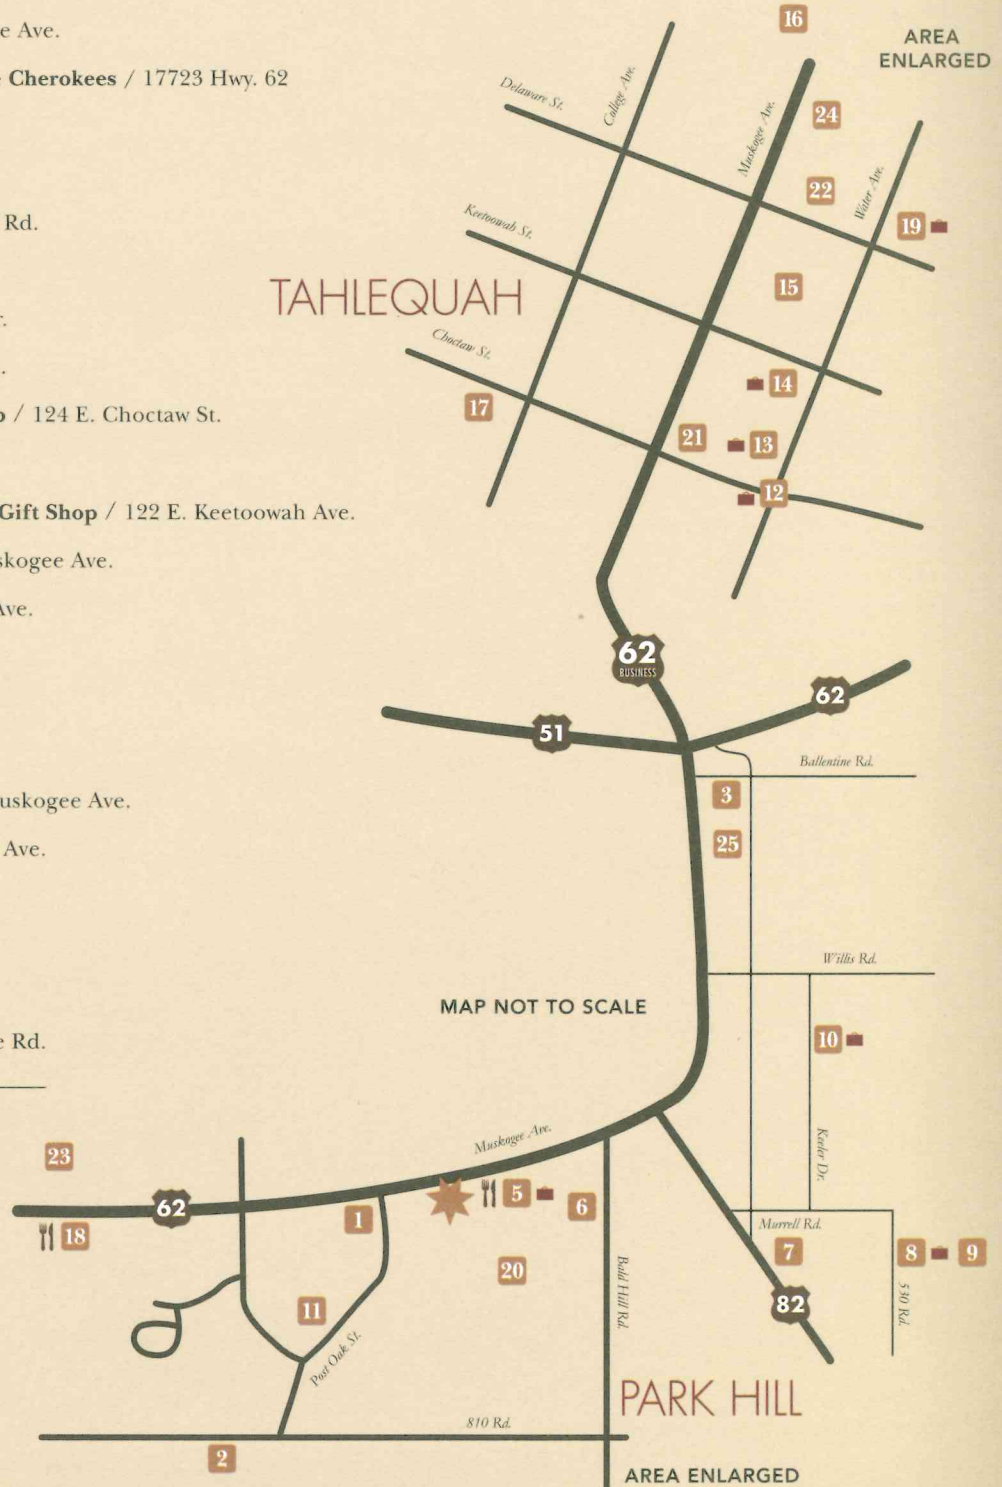 e Ave.
Cherokees / 17723 Hwy. 62
Rd.
r.
.
/ 124 E. Choctaw St.
Gift Shop / 122 E. Keetoowah Ave.
skogee Ave.
Ave.
uskogee Ave.
Ave.
e Rd.
AREA
ENLARGED
16
Delaware St.
College Ave.
Muskogee Ave.
24
22
Water Ave.
19
Keetoowah St.
TAHLEQUAH
15
Choctaw St.
14
17
21
13
12
62
BUSINESS
62
51
Ballentine Rd.
3
25
Willis Rd.
MAP NOT TO SCALE
10
Keeler Dr.
Muskogee Ave.
23
62
18
1
5
6
Murrell Rd.
7
8
9
20
11
Bald Hill Rd.
82
530 Rd.
Post Oak St.
PARK HILL
810 Rd.
2
AREA ENLARGED